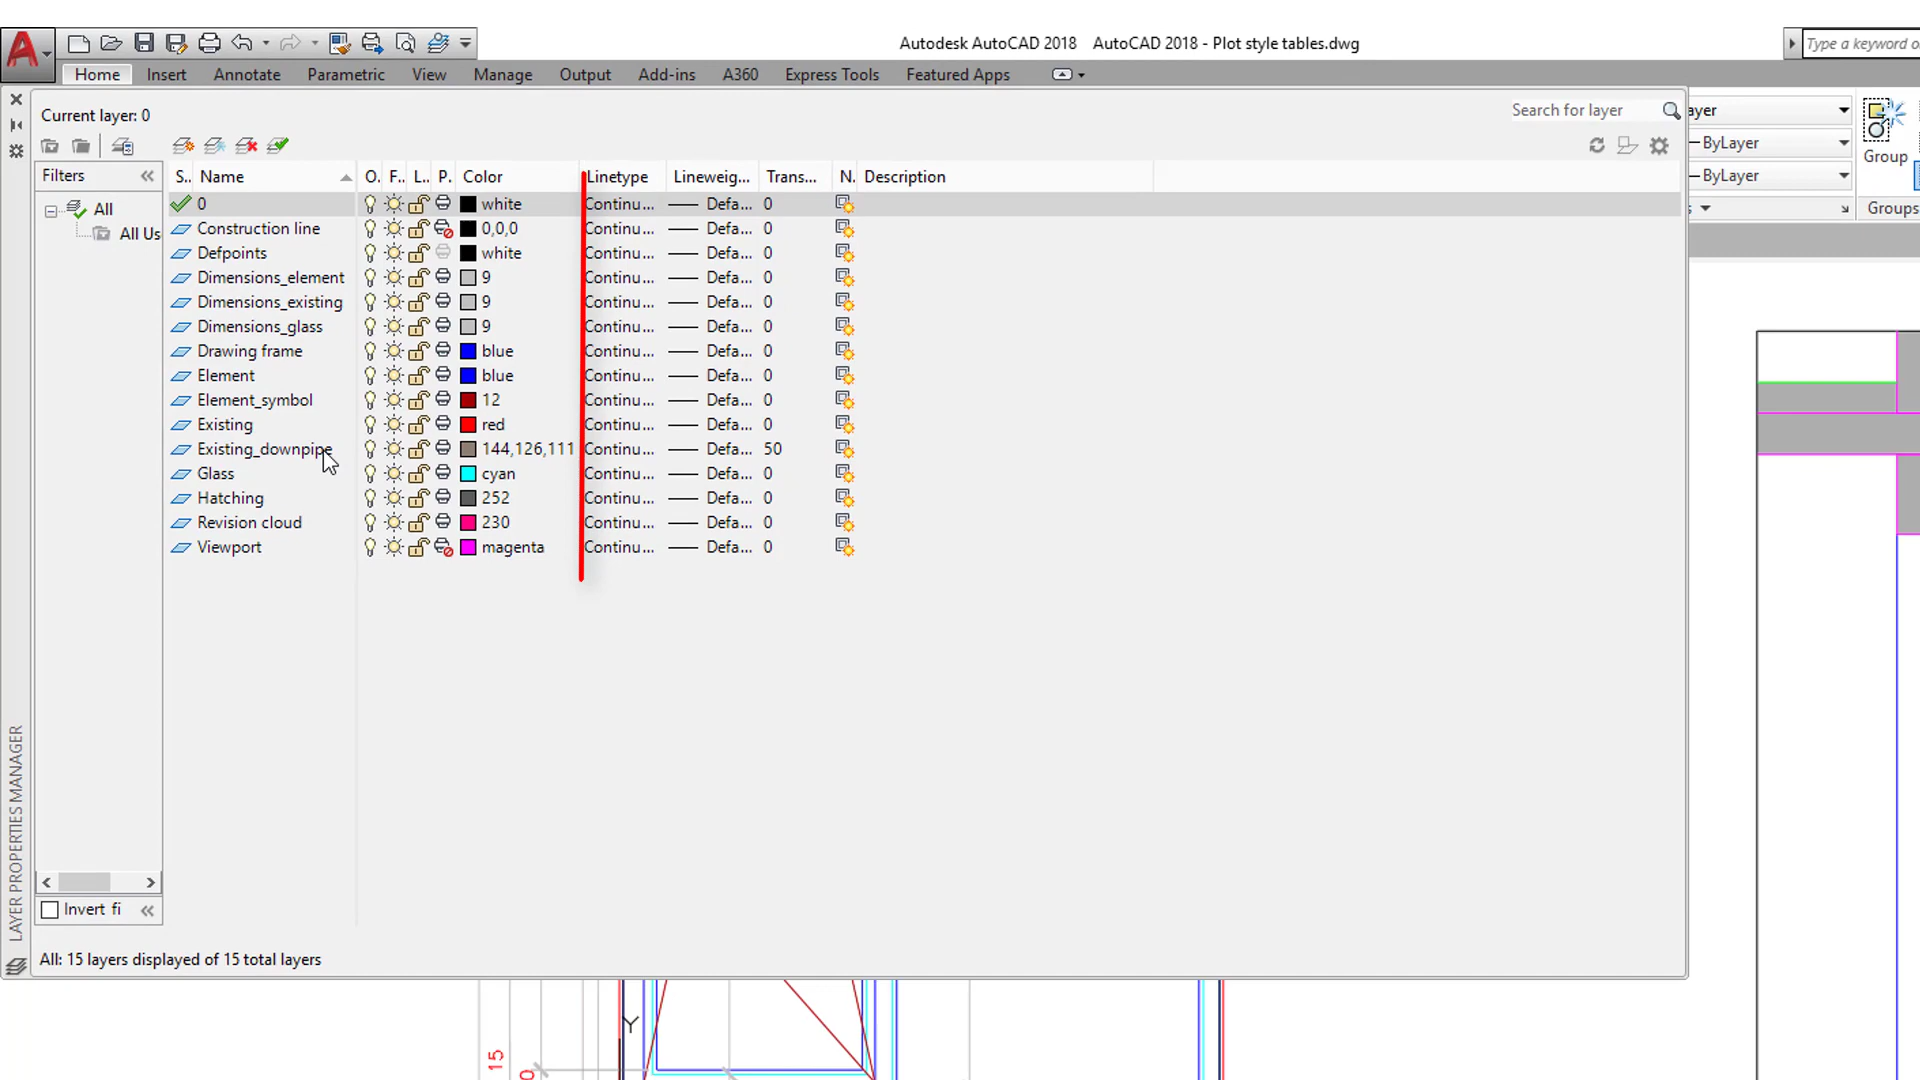 Autodesk AutoCAD 2018 AutoCAD 2018 - Plot style tables.dwg
Type a keyword o
Home Insert Annotate Parametric View Manage Output Add-ins A360 Express Tools Featured Apps
Current layer: 0
Search for layer
ayer
ByLayer
ByLayer
Group
s
Groups
Filters
All
All Us
S.. Name O. F.. L.. P. Color Linetype Lineweig... Trans... N. Description
0 white Continu... Defa... 0
Construction line 0,0,0 Continu... Defa... 0
Defpoints white Continu... Defa... 0
Dimensions_element 9 Continu... Defa... 0
Dimensions_existing 9 Continu... Defa... 0
Dimensions_glass 9 Continu... Defa... 0
Drawing frame blue Continu... Defa... 0
Element blue Continu... Defa... 0
Element_symbol 12 Continu... Defa... 0
Existing red Continu... Defa... 0
Existing_downpipe 144,126,111 Continu... Defa... 50
Glass cyan Continu... Defa... 0
Hatching 252 Continu... Defa... 0
Revision cloud 230 Continu... Defa... 0
Viewport magenta Continu... Defa... 0
Invert fi
All: 15 layers displayed of 15 total layers
LAYER PROPERTIES MANAGER
Y
15
0